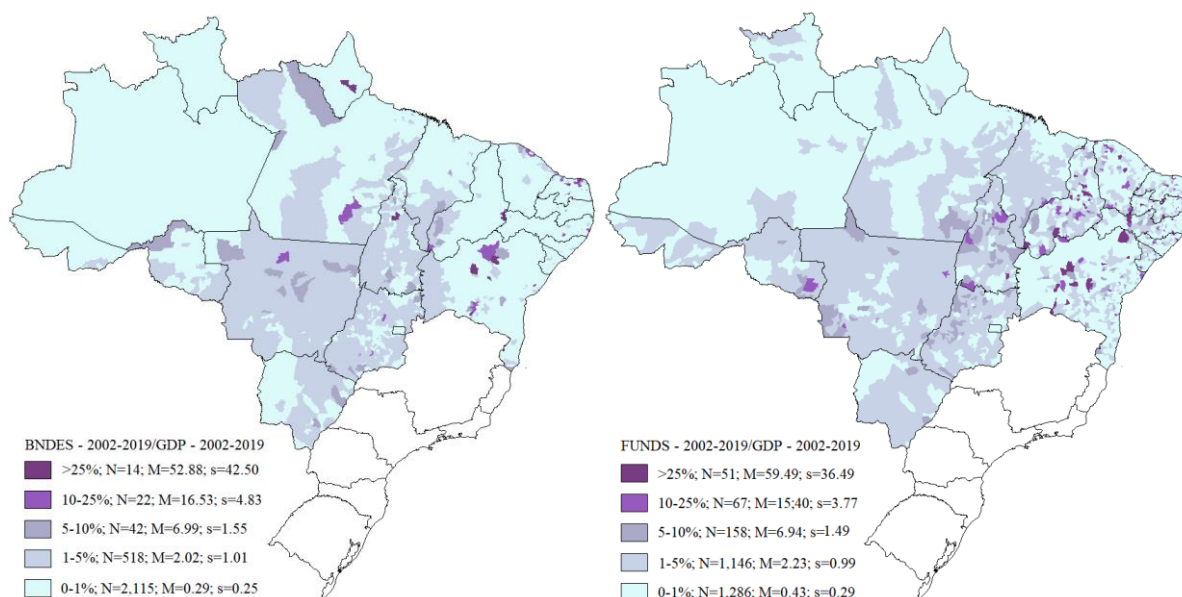 BNDES - 2002-2019/GDP - 2002-2019
>25%; N=14; M=52.88; s=42.50
10-25%; N=22; M=16.53; s=4.83
5-10%; N=42; M=6.99; s=1.55
1-5%; N=518; M=2.02; s=1.01
0-1%; N=2,115; M=0.29; s=0.25
FUNDS - 2002-2019/GDP - 2002-2019
>25%; N=51; M=59.49; s=36.49
10-25%; N=67; M=15;40; s=3.77
5-10%; N=158; M=6.94; s=1.49
1-5%; N=1,146; M=2.23; s=0.99
0-1%; N=1,286; M=0.43; s=0.29